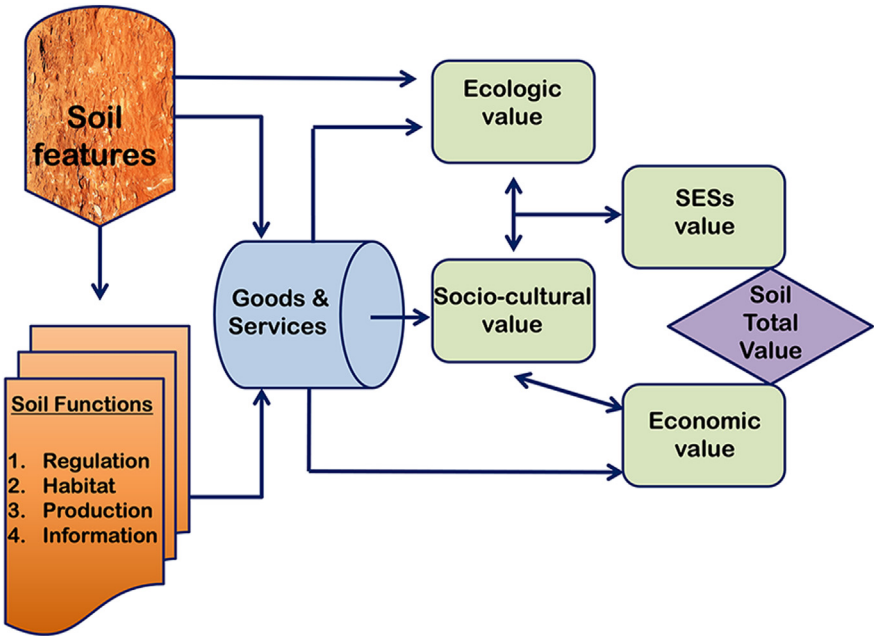 Soil
features
Ecologic
value
SESs
value
Goods &
Services
Socio-cultural
value
Soil
Total
Value
Soil Functions
1. Regulation
2. Habitat
3. Production
4. Information
Economic
value